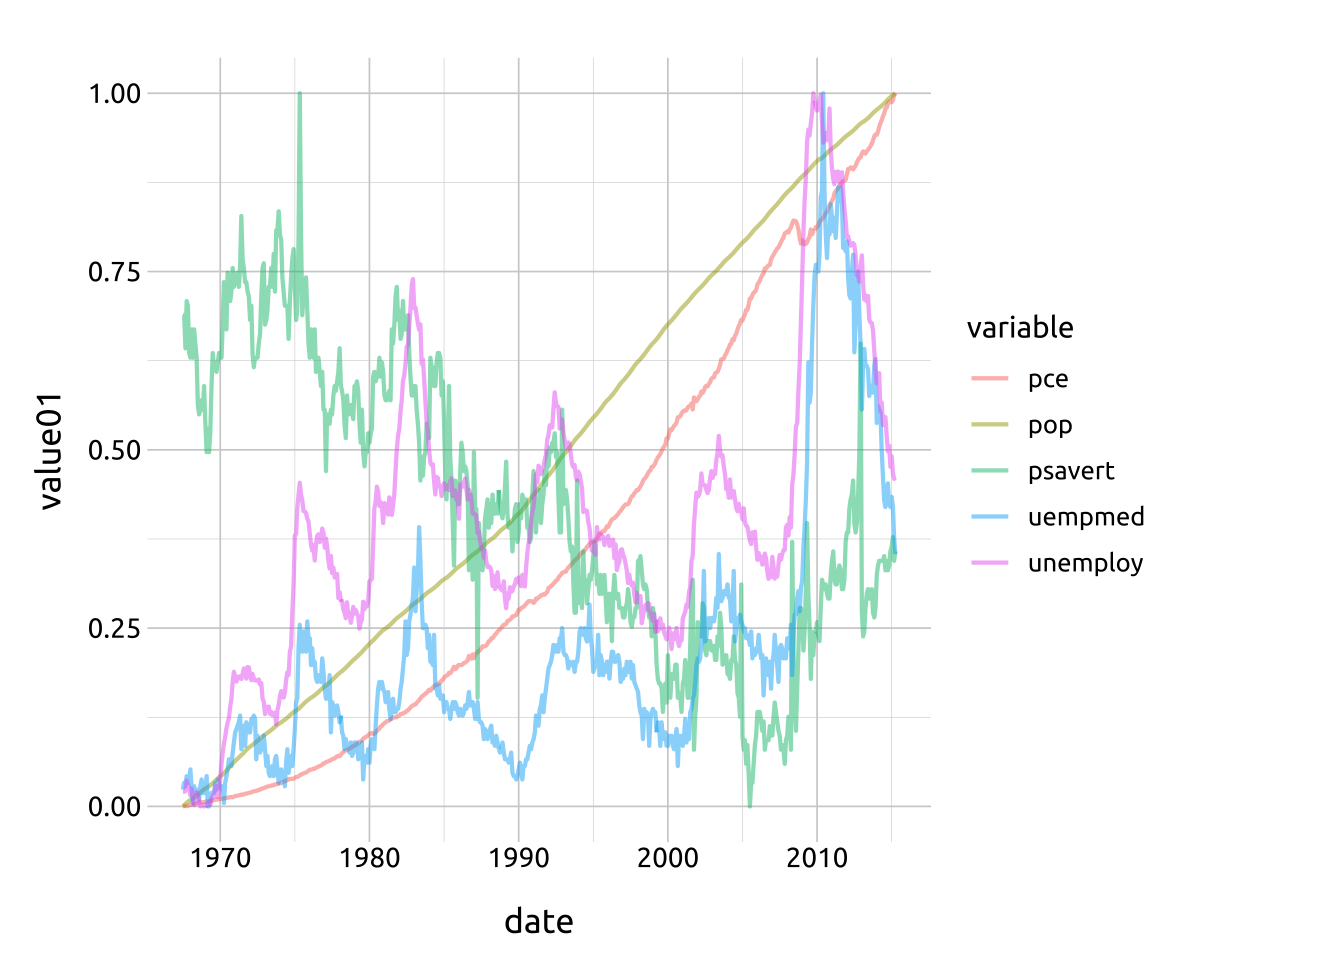 1.00
0.75
0.50
0.25
0.00
value01
1970 1980 1990 2000 2010
date
variable
pce
pop
psavert
uempmed
unemploy